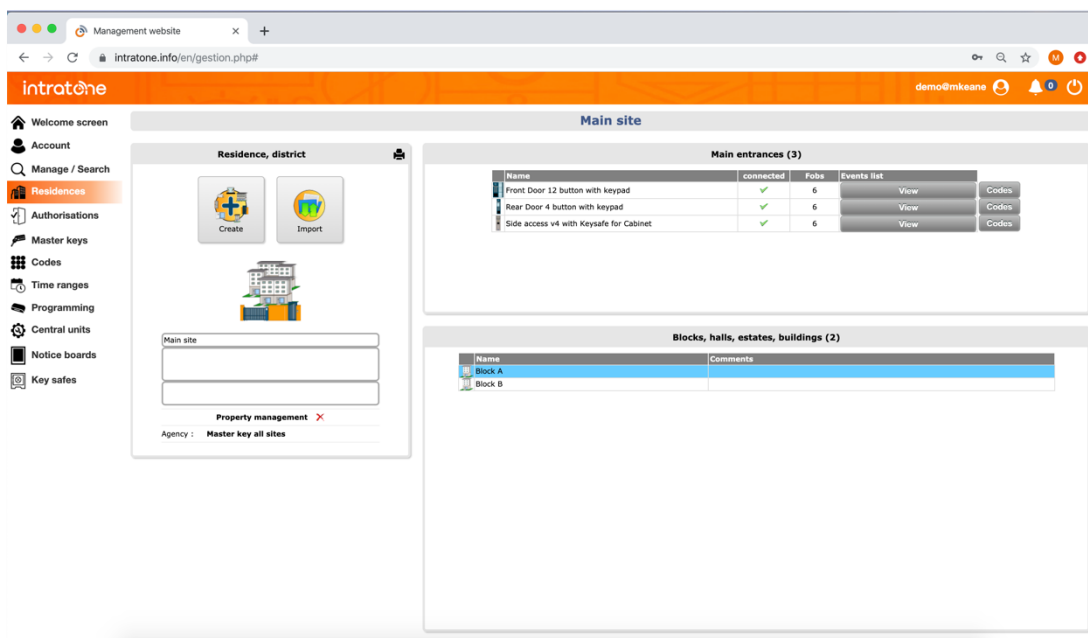 Management website
intratone.info/en/gestion.php#
M
intratone
demo@mkeane
0
Welcome screen
Account
Manage / Search
Residences
Authorisations
Master keys
Codes
Time ranges
Programming
Central units
Notice boards
Key safes
Main site
Residence, district
Create
Import
Main site
Property management
Agency : Master key all sites
Main entrances (3)
Name connected Fobs Events list
Front Door 12 button with keypad 6 View Codes
Rear Door 4 button with keypad 6 View Codes
Side access v4 with Keysafe for Cabinet 6 View Codes
Blocks, halls, estates, buildings (2)
Name Comments
Block A
Block B